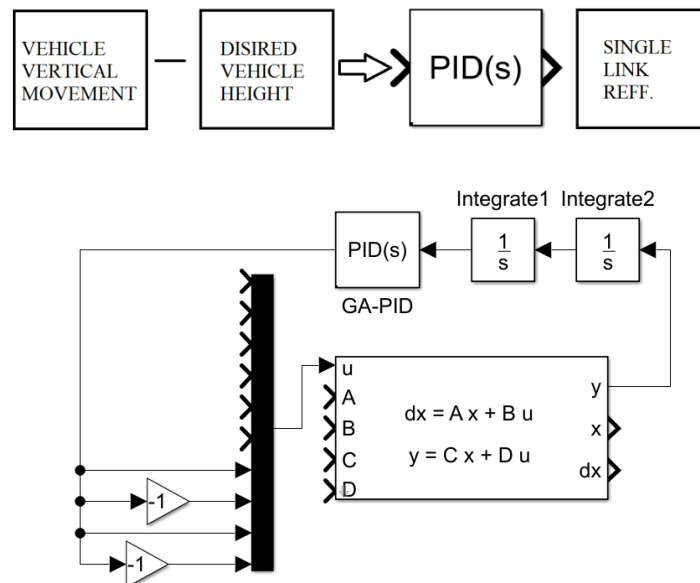 VEHICLE
VERTICAL
MOVEMENT
DISIRED
VEHICLE
HEIGHT
PID(s)
SINGLE
LINK
REFF.
Integrate1
Integrate2
PID(s)
1
s
1
s
GA-PID
u
A
B
C
D
dx = A x + B u
y = C x + D u
y
x
dx
-1
-1